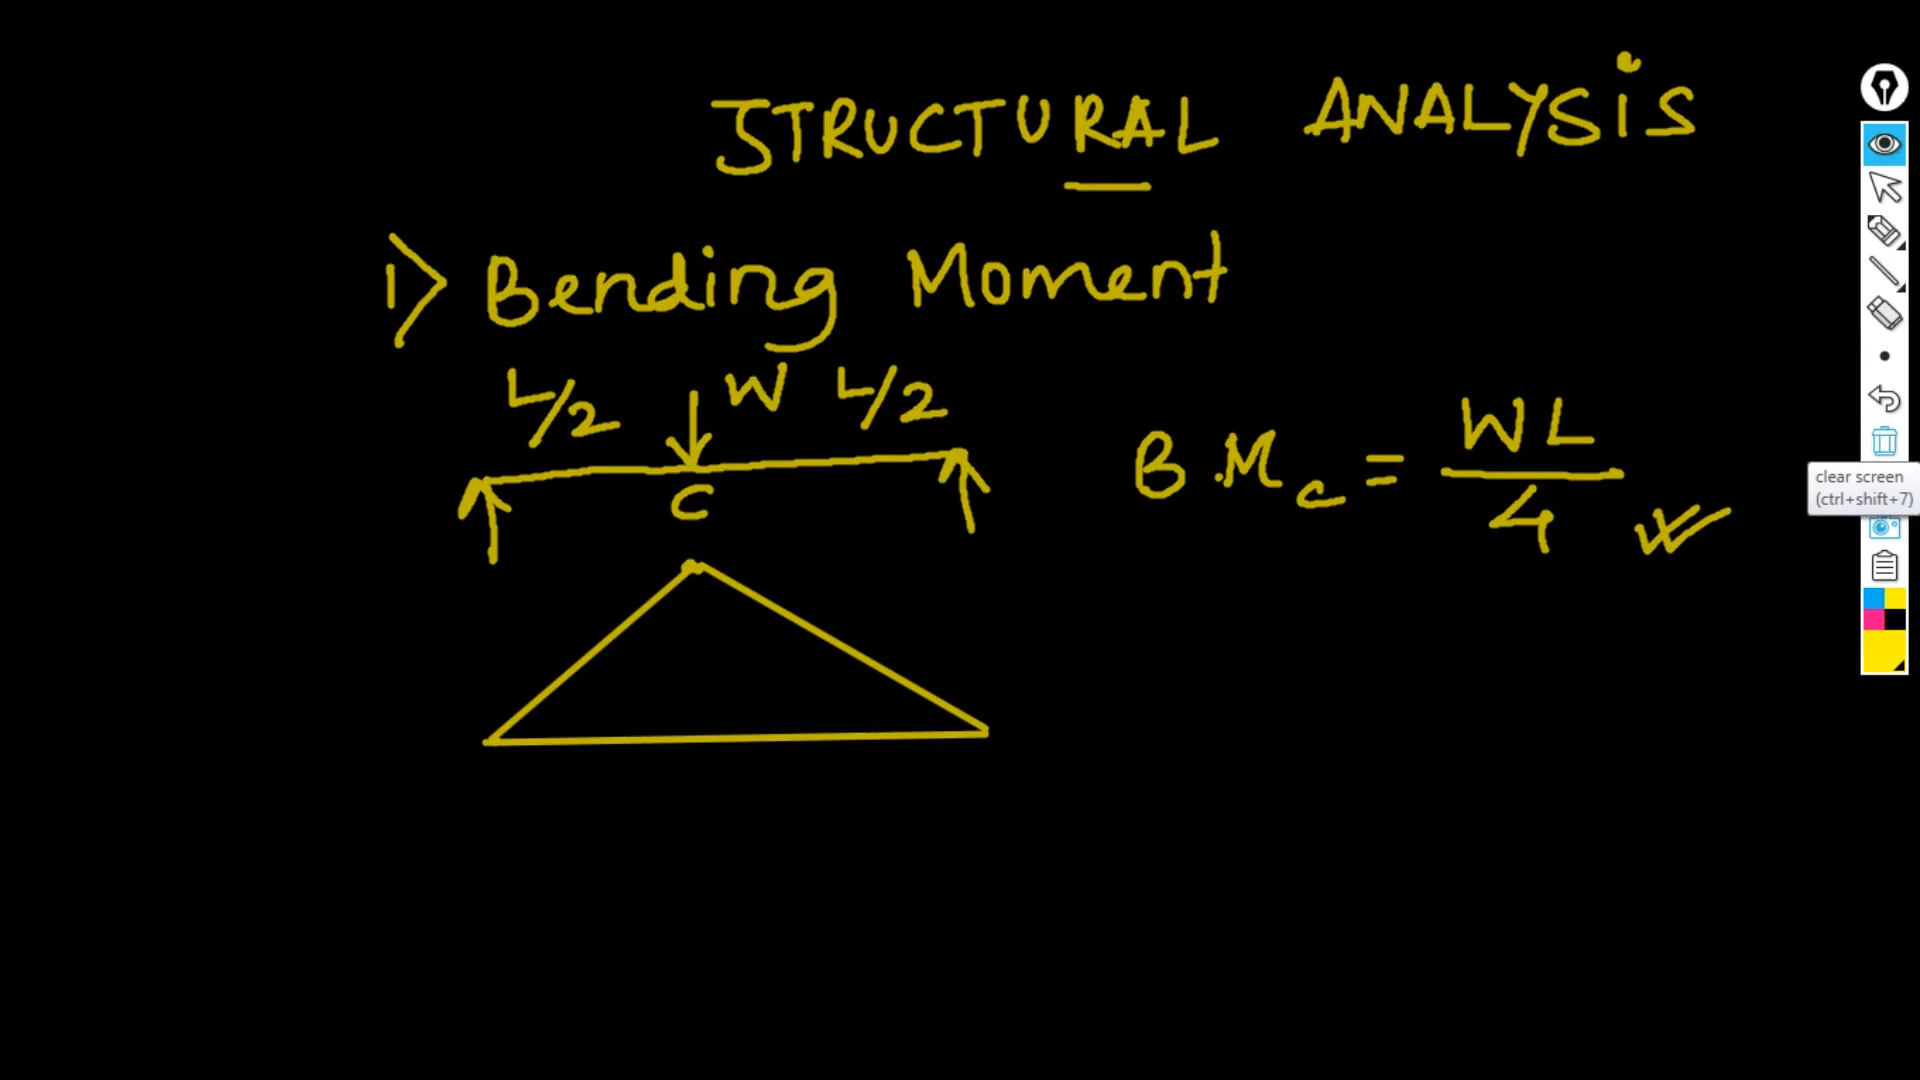 STRUCTURAL ANALYSiS
1) Bending Moment
L/2 W L/2
C
B.Mc = WL/4
clear screen
(ctrl+shift+7)